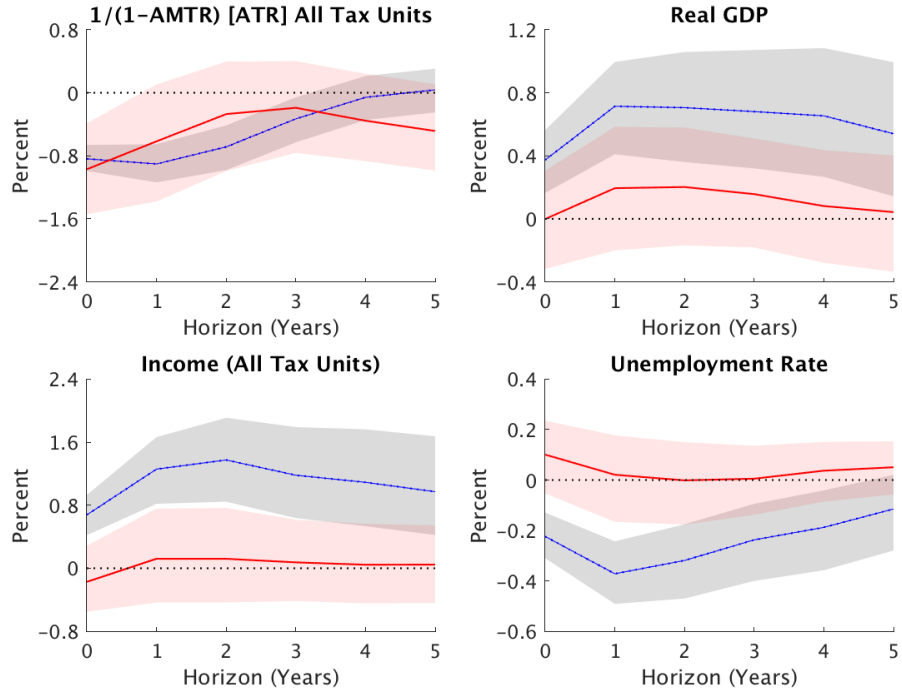 1/(1-AMTR) [ATR] All Tax Units
Percent
0.8
0
-0.8
-1.6
-2.4
0 1 2 3 4 5
Horizon (Years)
Real GDP
Percent
1.2
0.8
0.4
0
-0.4
0 1 2 3 4 5
Horizon (Years)
Income (All Tax Units)
Percent
2.4
1.6
0.8
0
-0.8
0 1 2 3 4 5
Horizon (Years)
Unemployment Rate
Percent
0.4
0.2
0
-0.2
-0.4
-0.6
0 1 2 3 4 5
Horizon (Years)